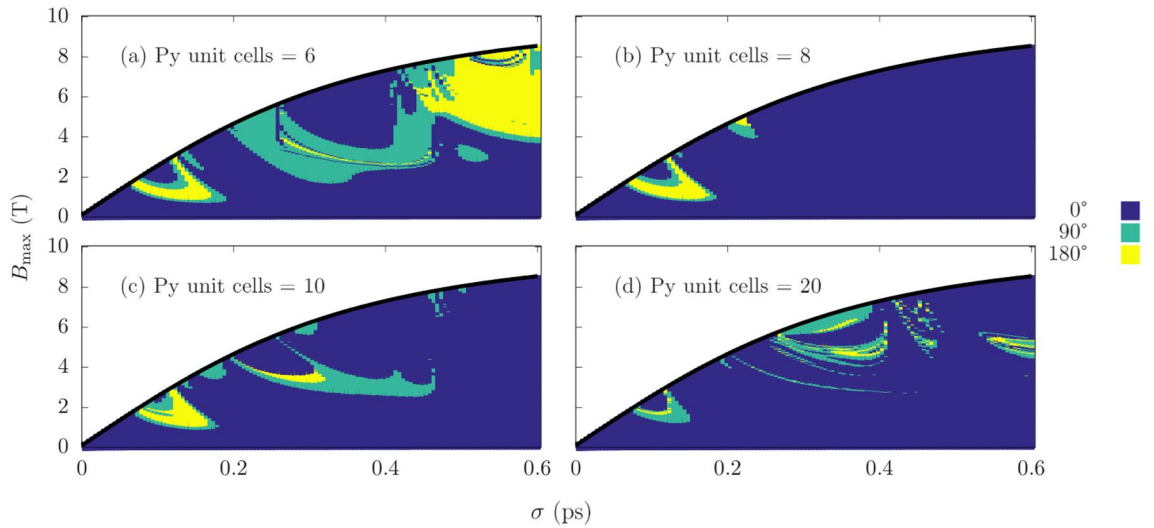 10
8
6
4
2
0
(a) Py unit cells = 6
(b) Py unit cells = 8
B_max (T)
0°
90°
180°
10
8
6
4
2
0
(c) Py unit cells = 10
(d) Py unit cells = 20
0 0.2 0.4 0.6
0 0.2 0.4 0.6
σ (ps)